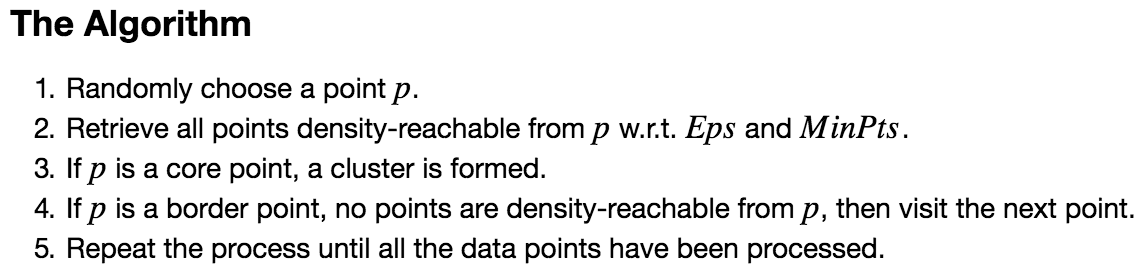 The Algorithm
1. Randomly choose a point p.
2. Retrieve all points density-reachable from p w.r.t. Eps and MinPts.
3. If p is a core point, a cluster is formed.
4. If p is a border point, no points are density-reachable from p, then visit the next point.
5. Repeat the process until all the data points have been processed.